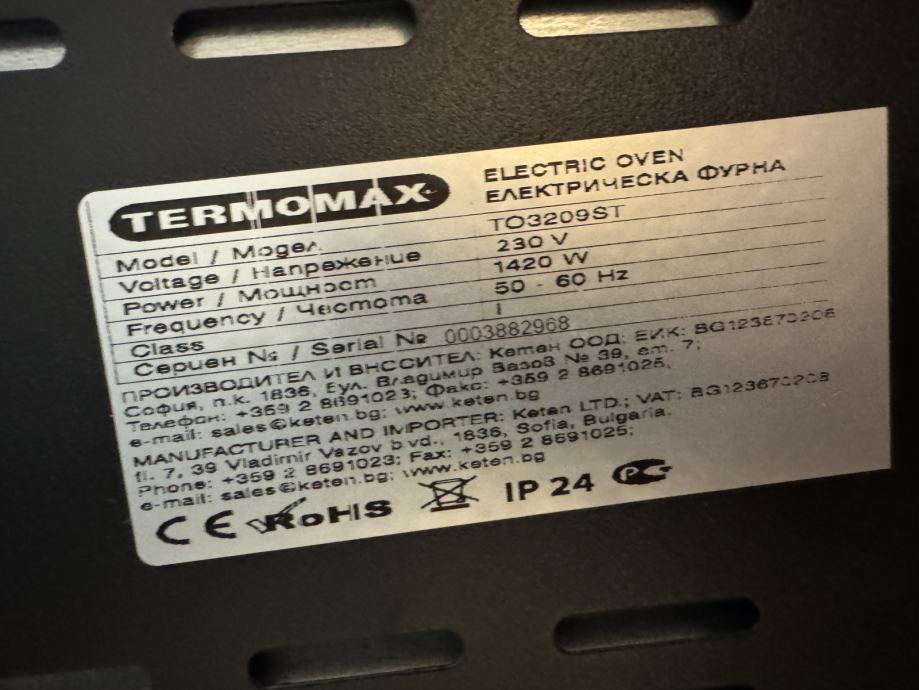 TERMOMAX
ELECTRIC OVEN
ЕЛЕКТРИЧЕСКА ФУРНА
Model / Модел TO3209ST
Voltage / Напрежение 230 V
Power / Мощност 1420 W
Frequency / Честота 50 - 60 Hz
Class I
Сериен № / Serial № 0003882968
ПРОИЗВОДИТЕЛ И ВНОСИТЕЛ: Кетен ООД; ЕИК:
София, п.к. 1836, бул. Владимир Вазов № 39, ет. 7;
Телефон: +359 2 8691023; Факс: +359 2 8691025,
e-mail: sales@keten.bg; www.keten.bg
MANUFACTURER AND IMPORTER: Keten LTD.; VAT:
fl. 7, 39 Vladimir Vazov bvd., 1836, Sofia, Bulgaria.
Phone: +359 2 8691023; Fax: +359 2 8691025;
e-mail: sales@keten.bg; www.keten.bg
CE RoHS IP 24